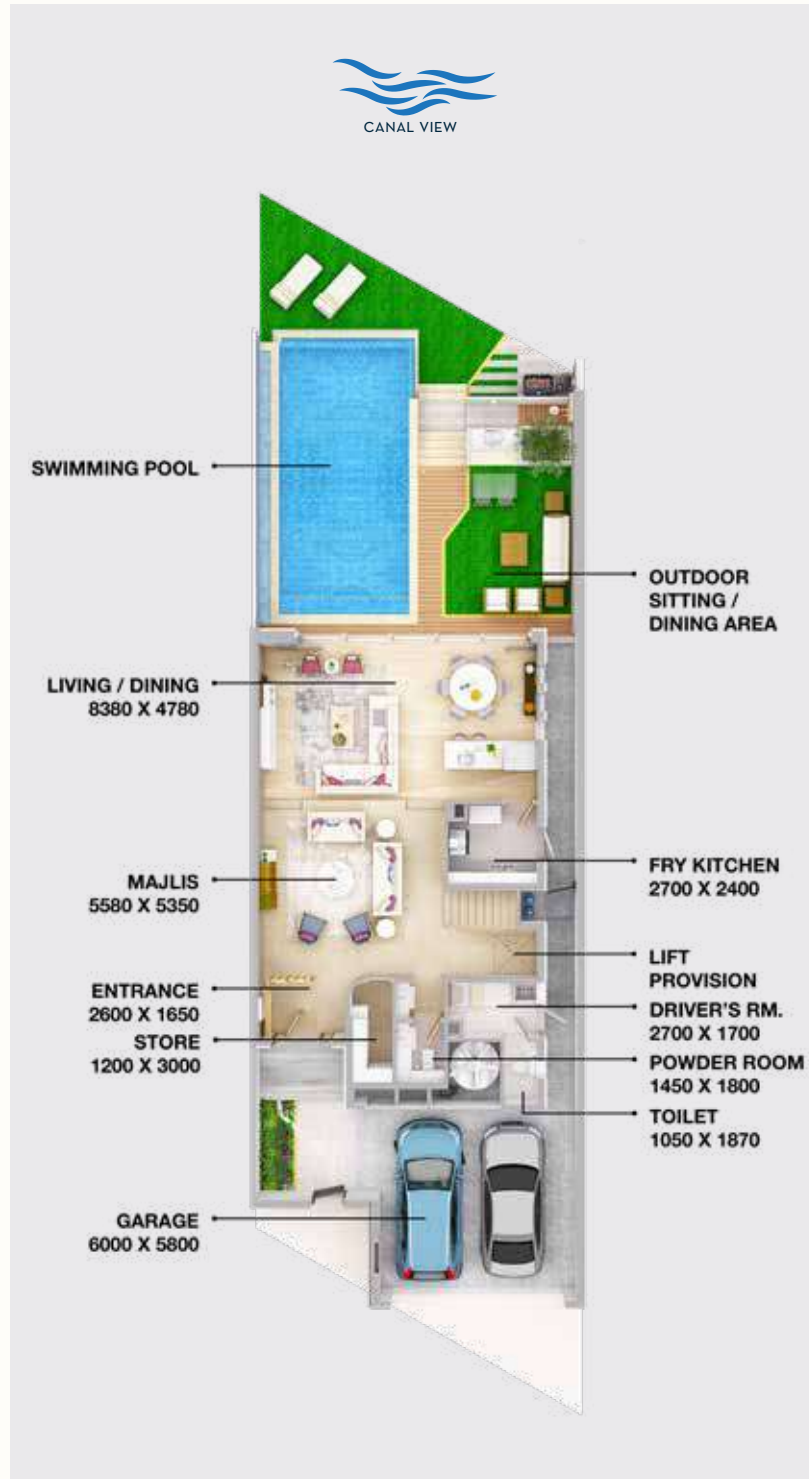 CANAL VIEW
SWIMMING POOL
OUTDOOR
SITTING /
DINING AREA
LIVING / DINING
8380 X 4780
MAJLIS
5580 X 5350
FRY KITCHEN
2700 X 2400
LIFT
PROVISION
ENTRANCE
2600 X 1650
DRIVER'S RM.
2700 X 1700
STORE
1200 X 3000
POWDER ROOM
1450 X 1800
TOILET
1050 X 1870
GARAGE
6000 X 5800